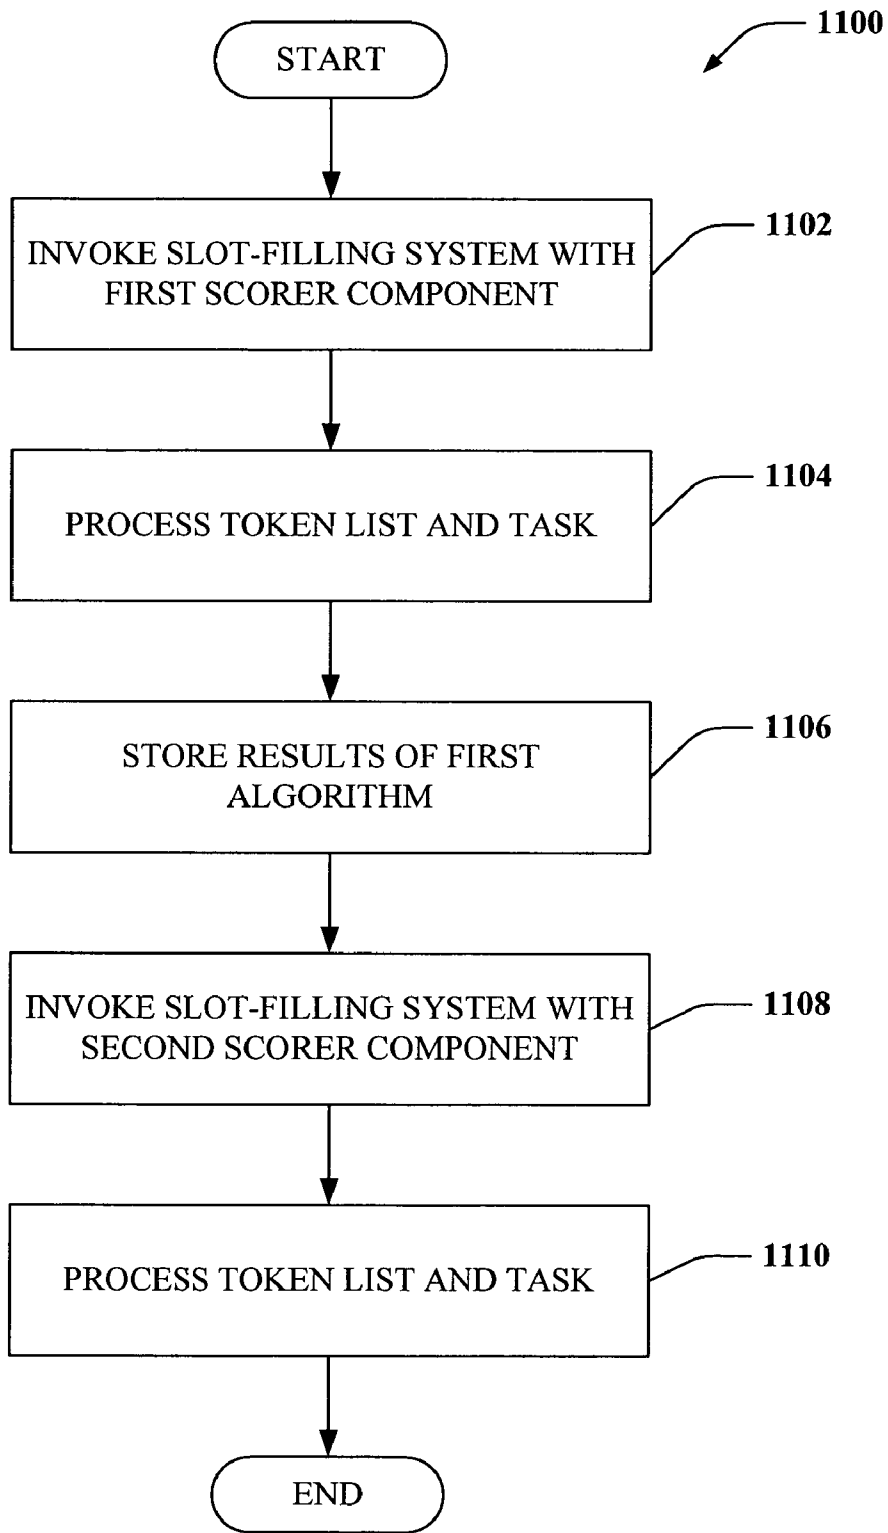 1100
START
1102
INVOKE SLOT-FILLING SYSTEM WITH
FIRST SCORER COMPONENT
1104
PROCESS TOKEN LIST AND TASK
1106
STORE RESULTS OF FIRST
ALGORITHM
1108
INVOKE SLOT-FILLING SYSTEM WITH
SECOND SCORER COMPONENT
1110
PROCESS TOKEN LIST AND TASK
END